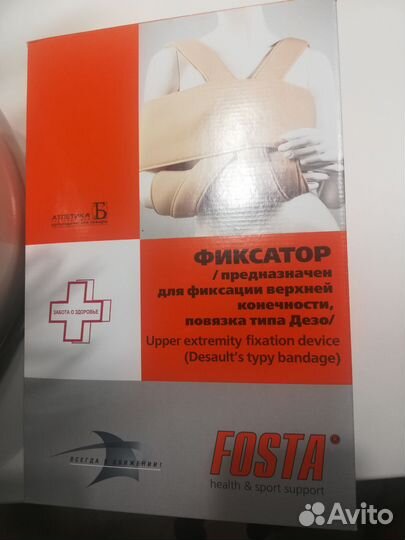 АТЛЕТИКА Б
ЗАБОТА О ЗДОРОВЬЕ
ФИКСАТОР
/предназначен
для фиксации верхней
конечности,
повязка типа Дезо/
Upper extremity fixation device
(Desault's typy bandage)
ВСЕГДА В ДВИЖЕНИИ!
FOSTA®
health & sport support
Avito